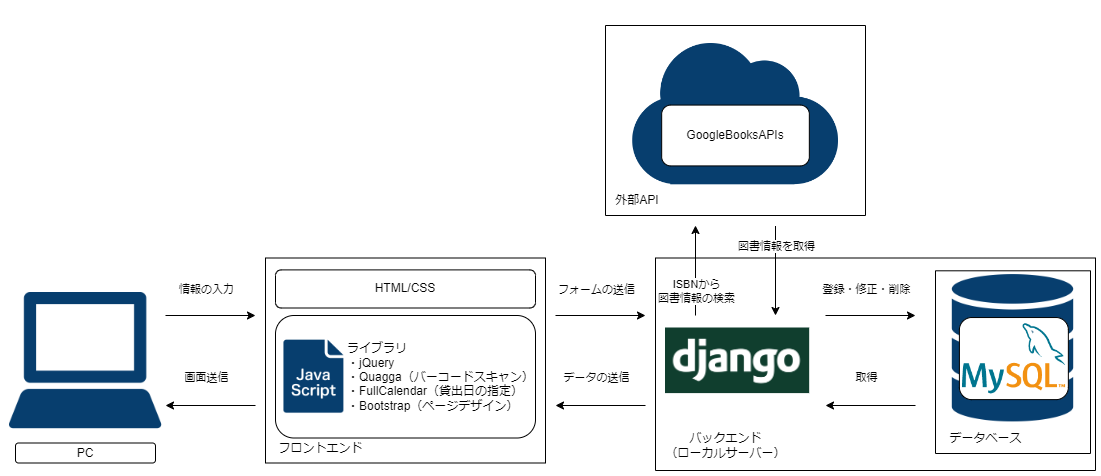 GoogleBooksAPIs
外部API
図書情報を取得
ISBNから
図書情報の検索
情報の入力
画面送信
PC
HTML/CSS
Java
Script
ライブラリ
・jQuery
・Quagga（バーコードスキャン）
・FullCalendar（貸出日の指定）
・Bootstrap（ページデザイン）
フロントエンド
フォームの送信
データの送信
django
バックエンド
（ローカルサーバー）
登録・修正・削除
取得
MySQL™
データベース